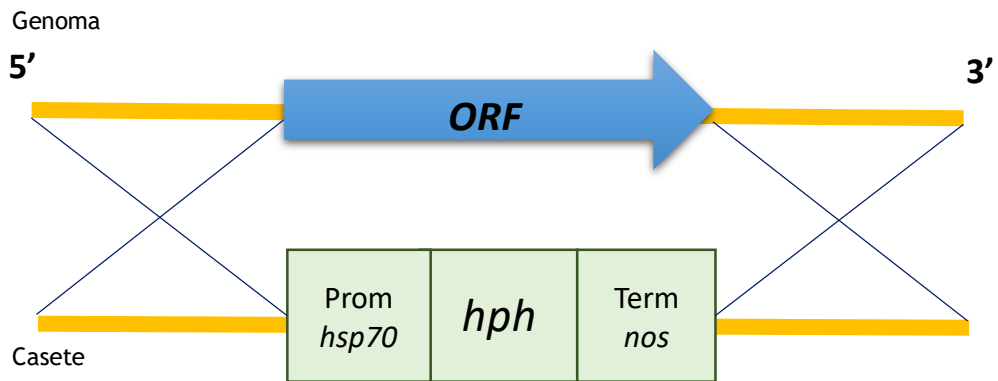 Genoma
5’
3’
ORF
Prom
hsp70
hph
Term
nos
Casete